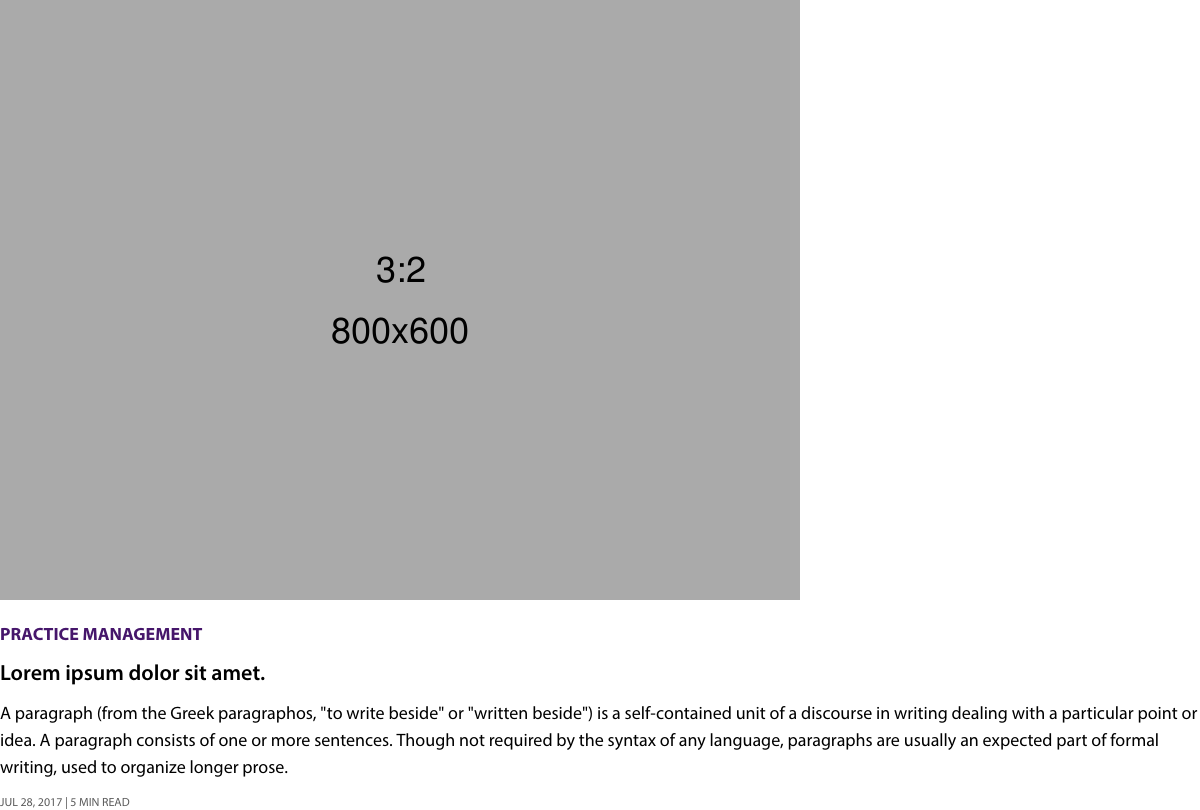 3:2
800x600
PRACTICE MANAGEMENT
Lorem ipsum dolor sit amet.
A paragraph (from the Greek paragraphos, "to write beside" or "written beside") is a self-contained unit of a discourse in writing dealing with a particular point or
idea. A paragraph consists of one or more sentences. Though not required by the syntax of any language, paragraphs are usually an expected part of formal
writing, used to organize longer prose.
JUL 28, 2017 | 5 MIN READ